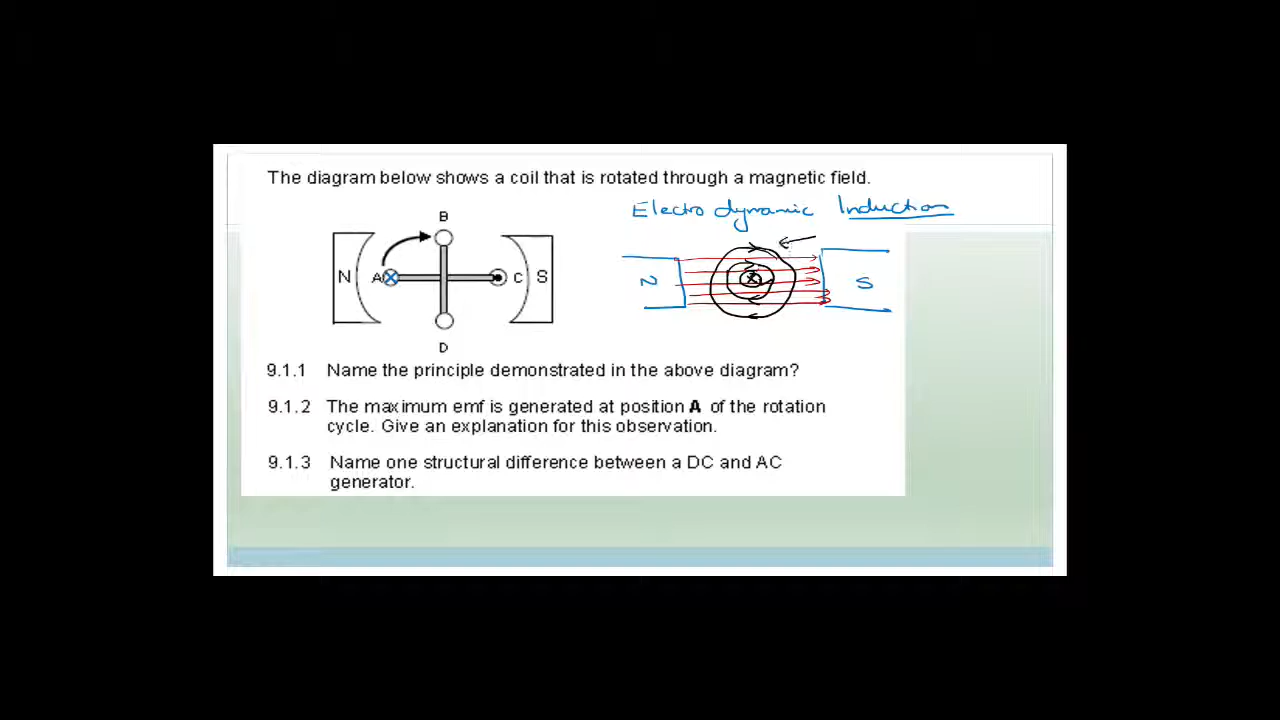 The diagram below shows a coil that is rotated through a magnetic field.
Electro dynamic Induction
B
N A C S
D
N S
9.1.1 Name the principle demonstrated in the above diagram?
9.1.2 The maximum emf is generated at position A of the rotation
cycle. Give an explanation for this observation.
9.1.3 Name one structural difference between a DC and AC
generator.